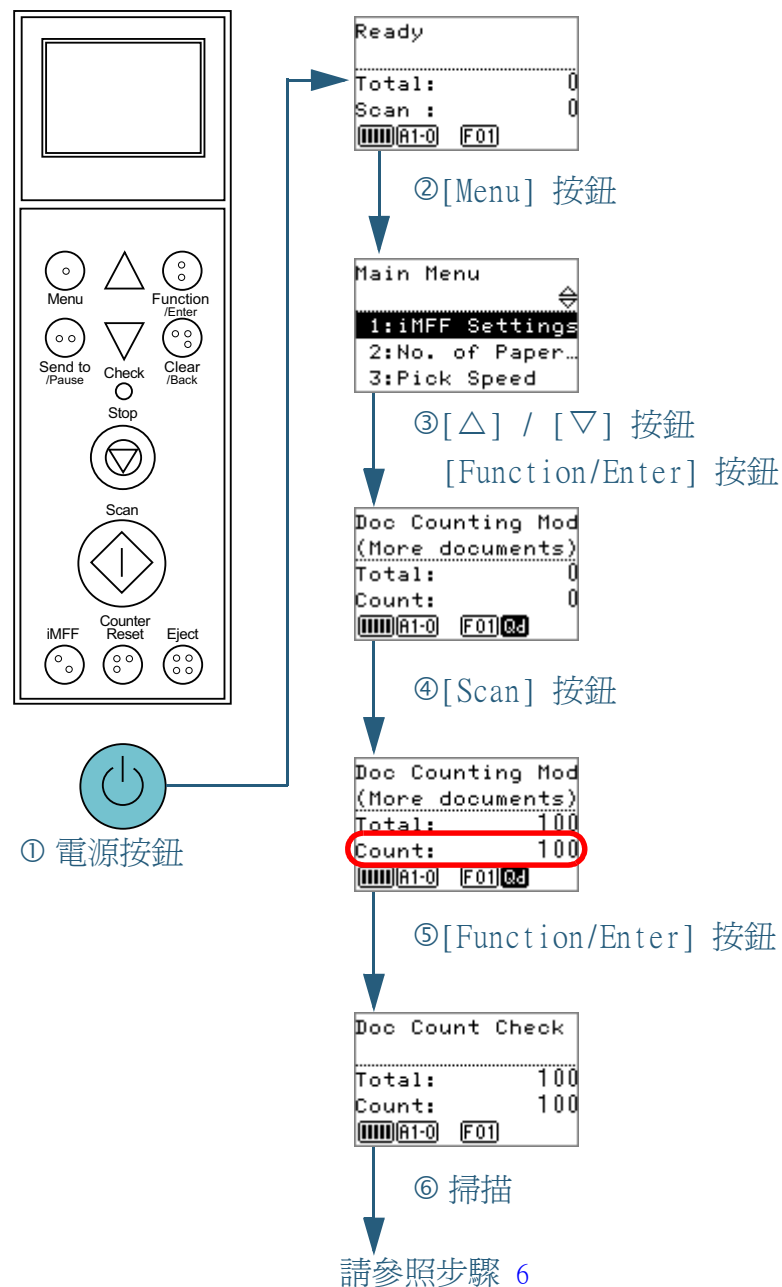 Menu
Function
/Enter
Send to
/Pause
Check
Clear
/Back
Stop
Scan
iMFF
Counter
Reset
Eject
① 電源按鈕
Ready
Total: 0
Scan : 0
A1-0 F01
②[Menu] 按鈕
Main Menu
1:iMFF Settings
2:No. of Paper…
3:Pick Speed
③[△] / [▽] 按鈕
[Function/Enter] 按鈕
Doc Counting Mod
(More documents)
Total: 0
Count: 0
A1-0 F01 Qd
④[Scan] 按鈕
Doc Counting Mod
(More documents)
Total: 100
Count: 100
A1-0 F01 Qd
⑤[Function/Enter] 按鈕
Doc Count Check
Total: 100
Count: 100
A1-0 F01
⑥ 掃描
請參照步驟 6